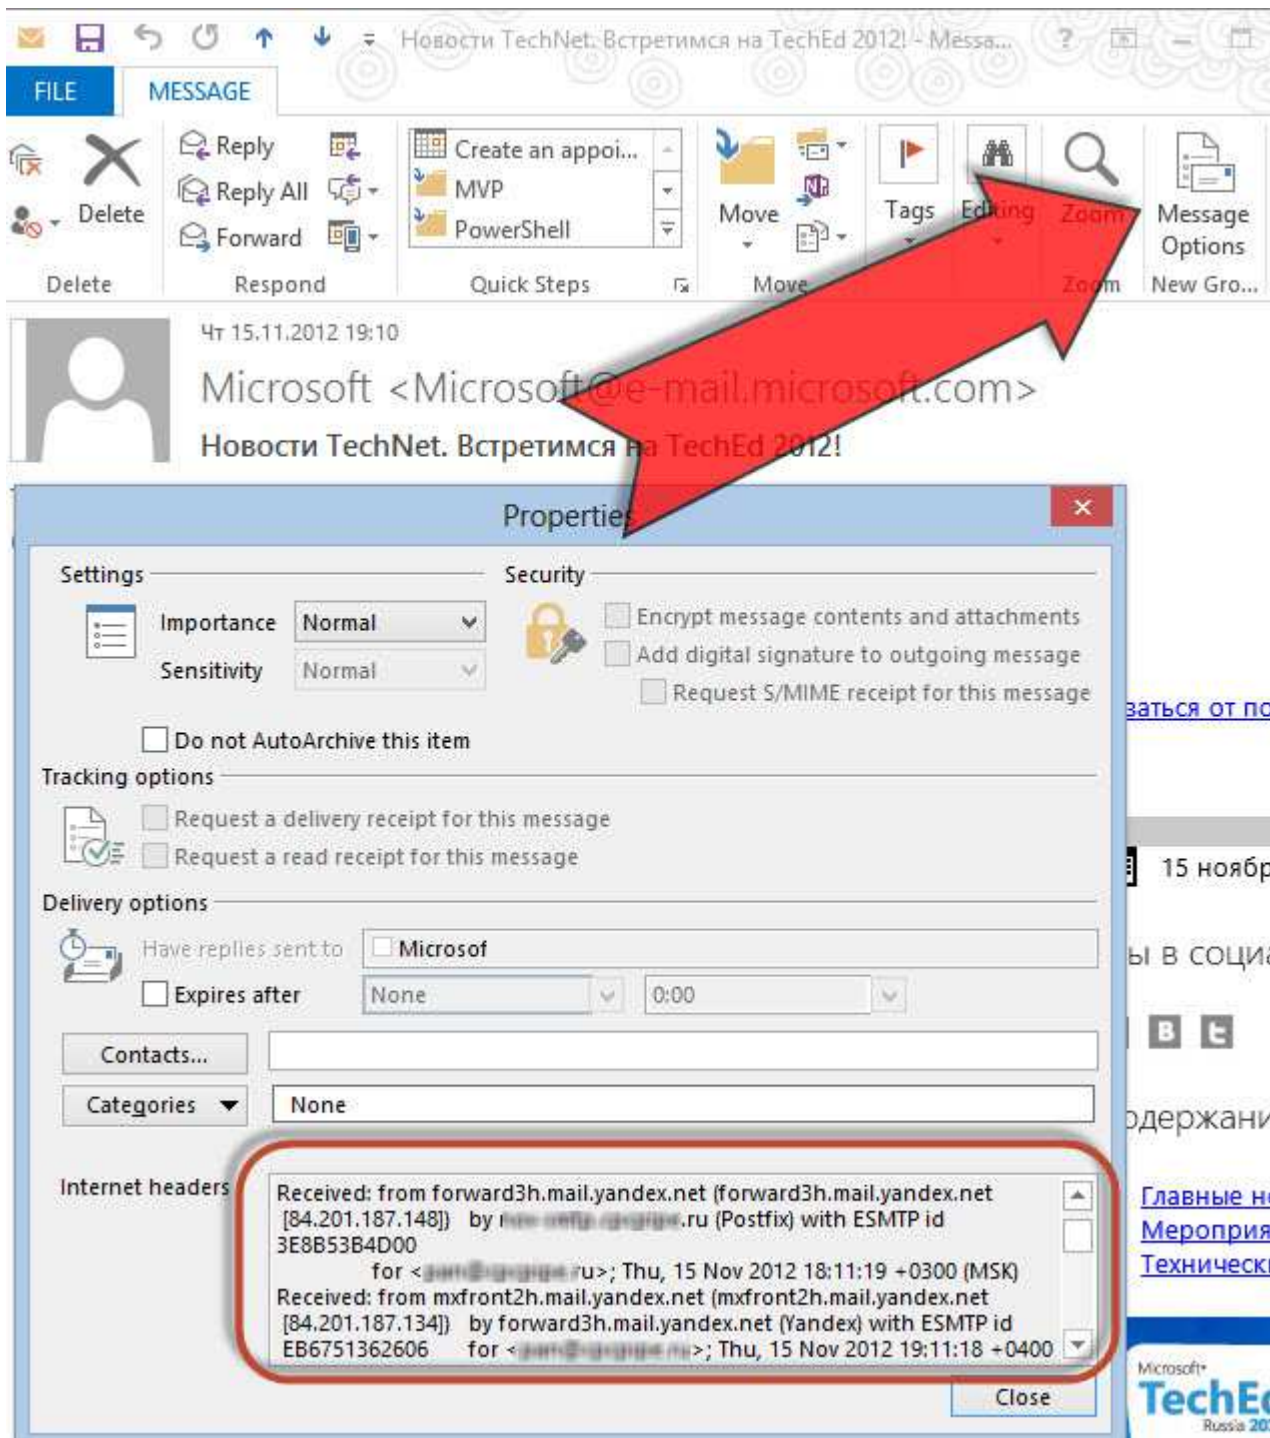 Новости TechNet. Встретимся на TechEd 2012! - Messa... ?
FILE MESSAGE
Delete
Reply
Reply All
Forward
Create an appoi...
MVP
PowerShell
Move
Tags
Editing
Zoom
Message Options
Delete Respond Quick Steps Move Zoom New Gro...
Чт 15.11.2012 19:10
Microsoft <Microsoft@e-mail.microsoft.com>
Новости TechNet. Встретимся на TechEd 2012!
Properties
Settings
Security
Importance Normal
Sensitivity Normal
Encrypt message contents and attachments
Add digital signature to outgoing message
Request S/MIME receipt for this message
Do not AutoArchive this item
Tracking options
Request a delivery receipt for this message
Request a read receipt for this message
Delivery options
Have replies sent to Microsof
Expires after None 0:00
Contacts...
Categories None
Internet headers
Received: from forward3h.mail.yandex.net (forward3h.mail.yandex.net
[84.201.187.148]) by .ru (Postfix) with ESMTP id
3E8B53B4D00
for < ru>; Thu, 15 Nov 2012 18:11:19 +0300 (MSK)
Received: from mxfront2h.mail.yandex.net (mxfront2h.mail.yandex.net
[84.201.187.134]) by forward3h.mail.yandex.net (Yandex) with ESMTP id
EB6751362606 for < >; Thu, 15 Nov 2012 19:11:18 +0400
Close
заться от по
15 ноябр
ы в социа
одержани
Главные но
Мероприя
Техническ
Microsoft
TechEd
Russia 20